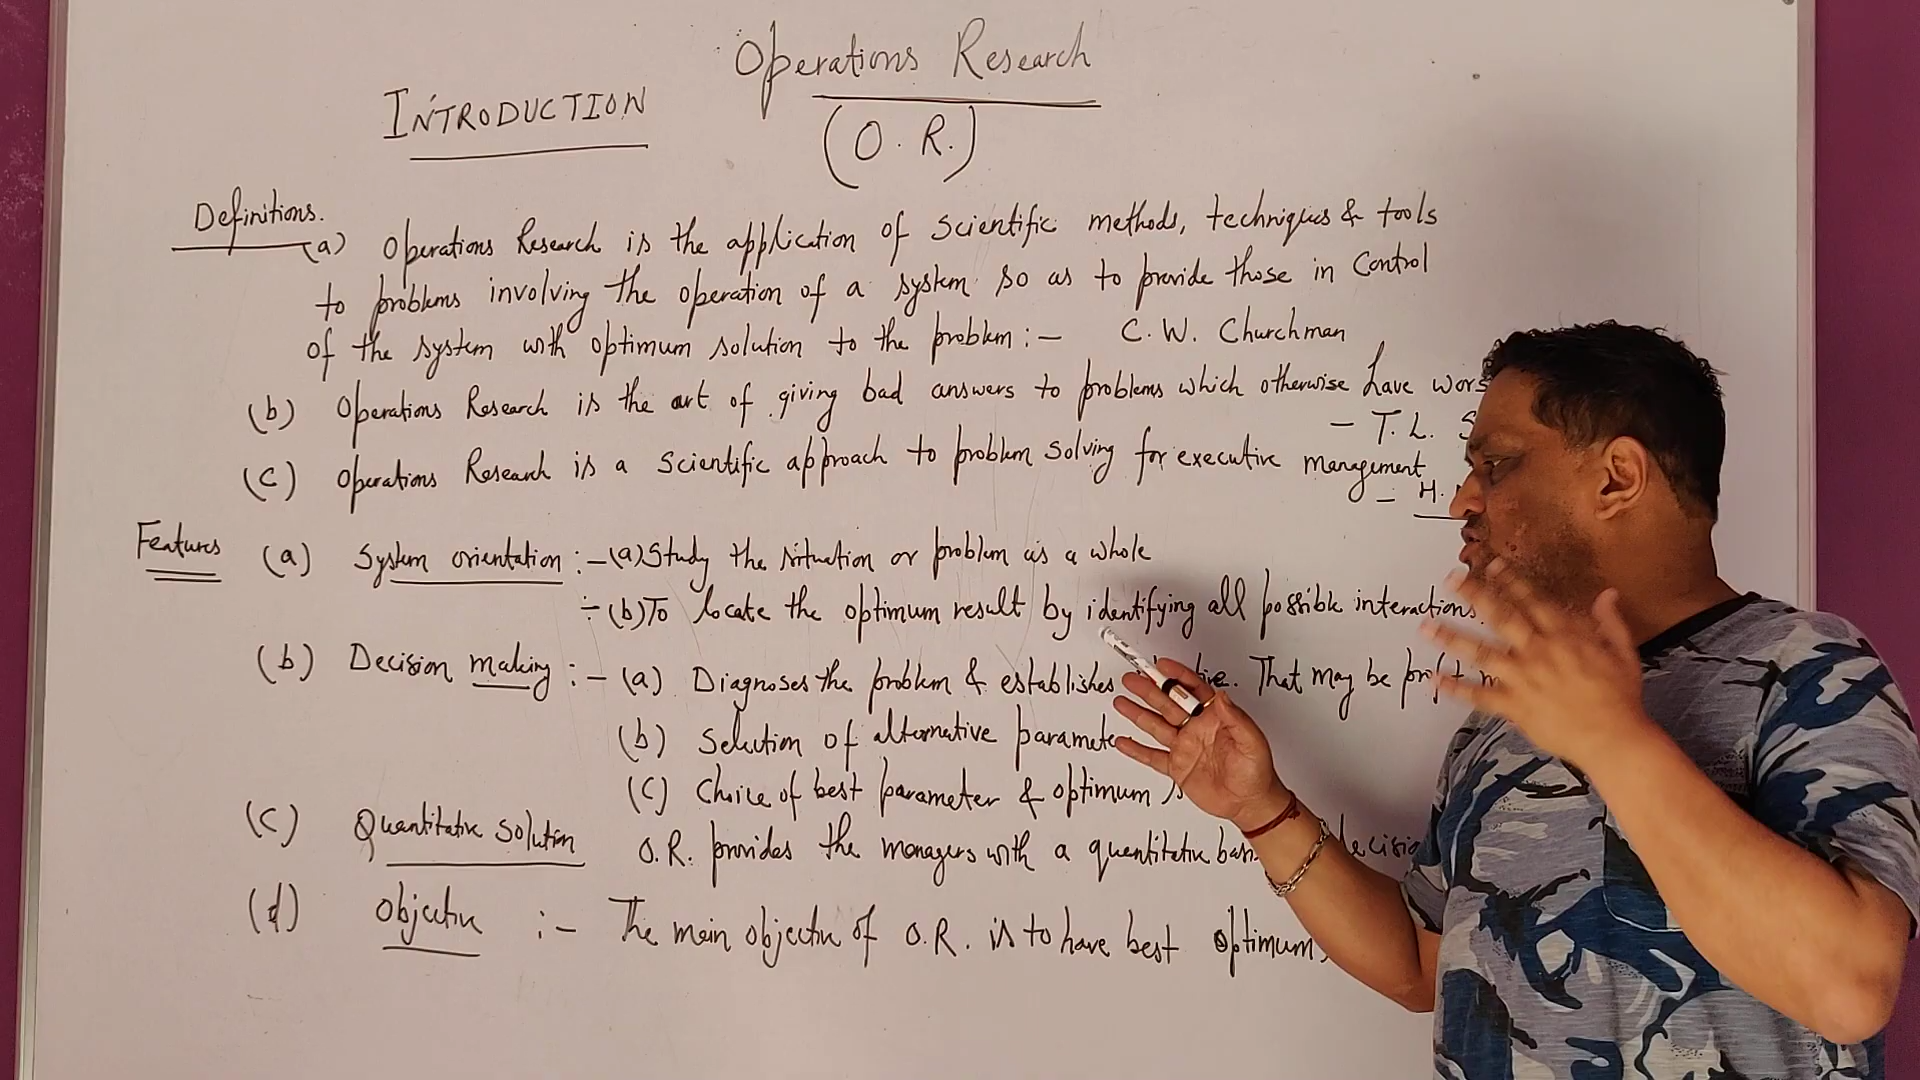 Operations Research
INTRODUCTION
(O.R.)
Definitions.
(a) Operations Research is the application of scientific methods, techniques & tools
to problems involving the operation of a system so as to provide those in control
of the system with optimum solution to the problem :- C. W. Churchman
(b) Operations Research is the art of giving bad answers to problems which otherwise have
- T. L.
(c) Operations Research is a scientific approach to problem solving for executive management
- H.
Features (a) System orientation :- (a) Study the situation or problem as a whole
:- (b) To locate the optimum result by identifying all possible interactions.
(b) Decision making :- (a) Diagnoses the problem & establishes That may be
(b) Selection of alternative
(c) Choice of best parameter & optimum
(c) Quantitative solution O.R. provides the managers with a quantitative
(d) Objective :- The main objective of O.R. is to have best optimum